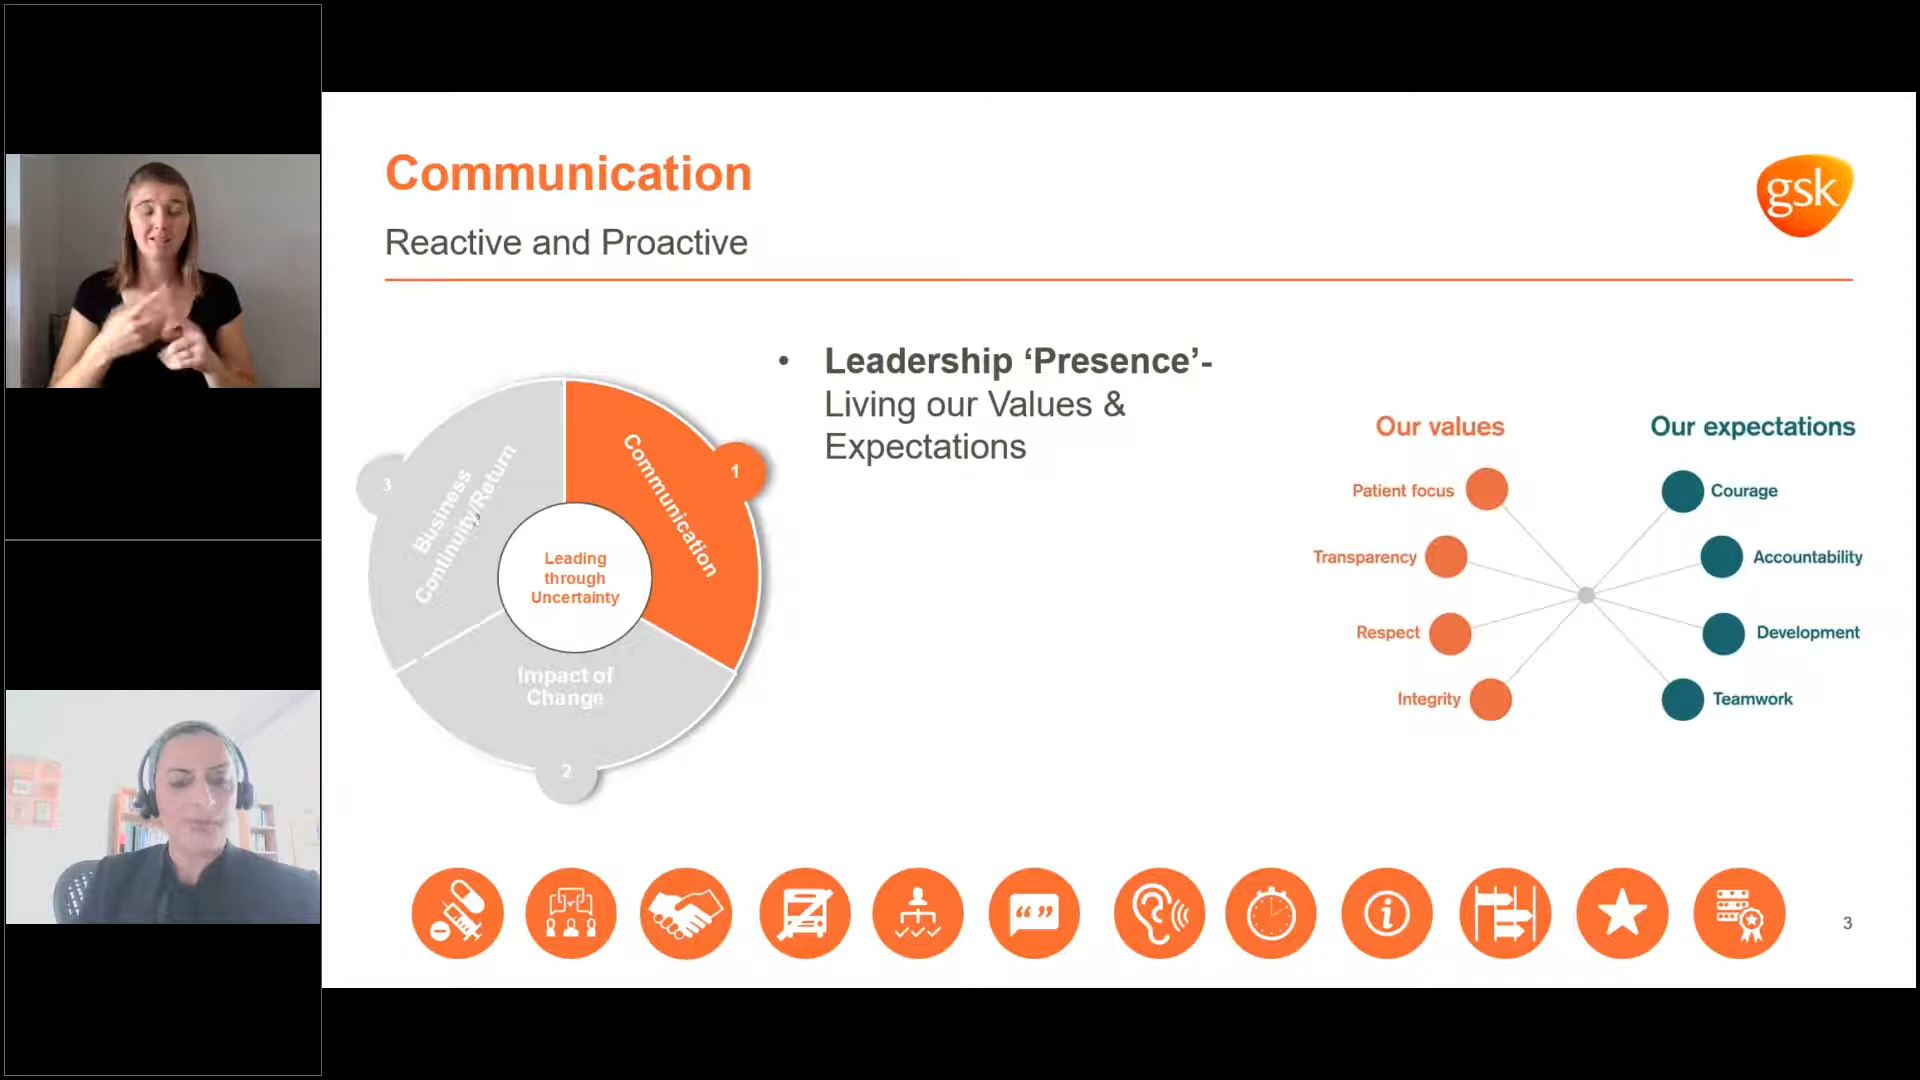 Communication
Reactive and Proactive
gsk
• Leadership ‘Presence’-
Living our Values &
Expectations
1
Communication
2
Impact of
Change
3
Business
Continuity/Return
Leading
through
Uncertainty
Our values
Patient focus
Transparency
Respect
Integrity
Our expectations
Courage
Accountability
Development
Teamwork
3